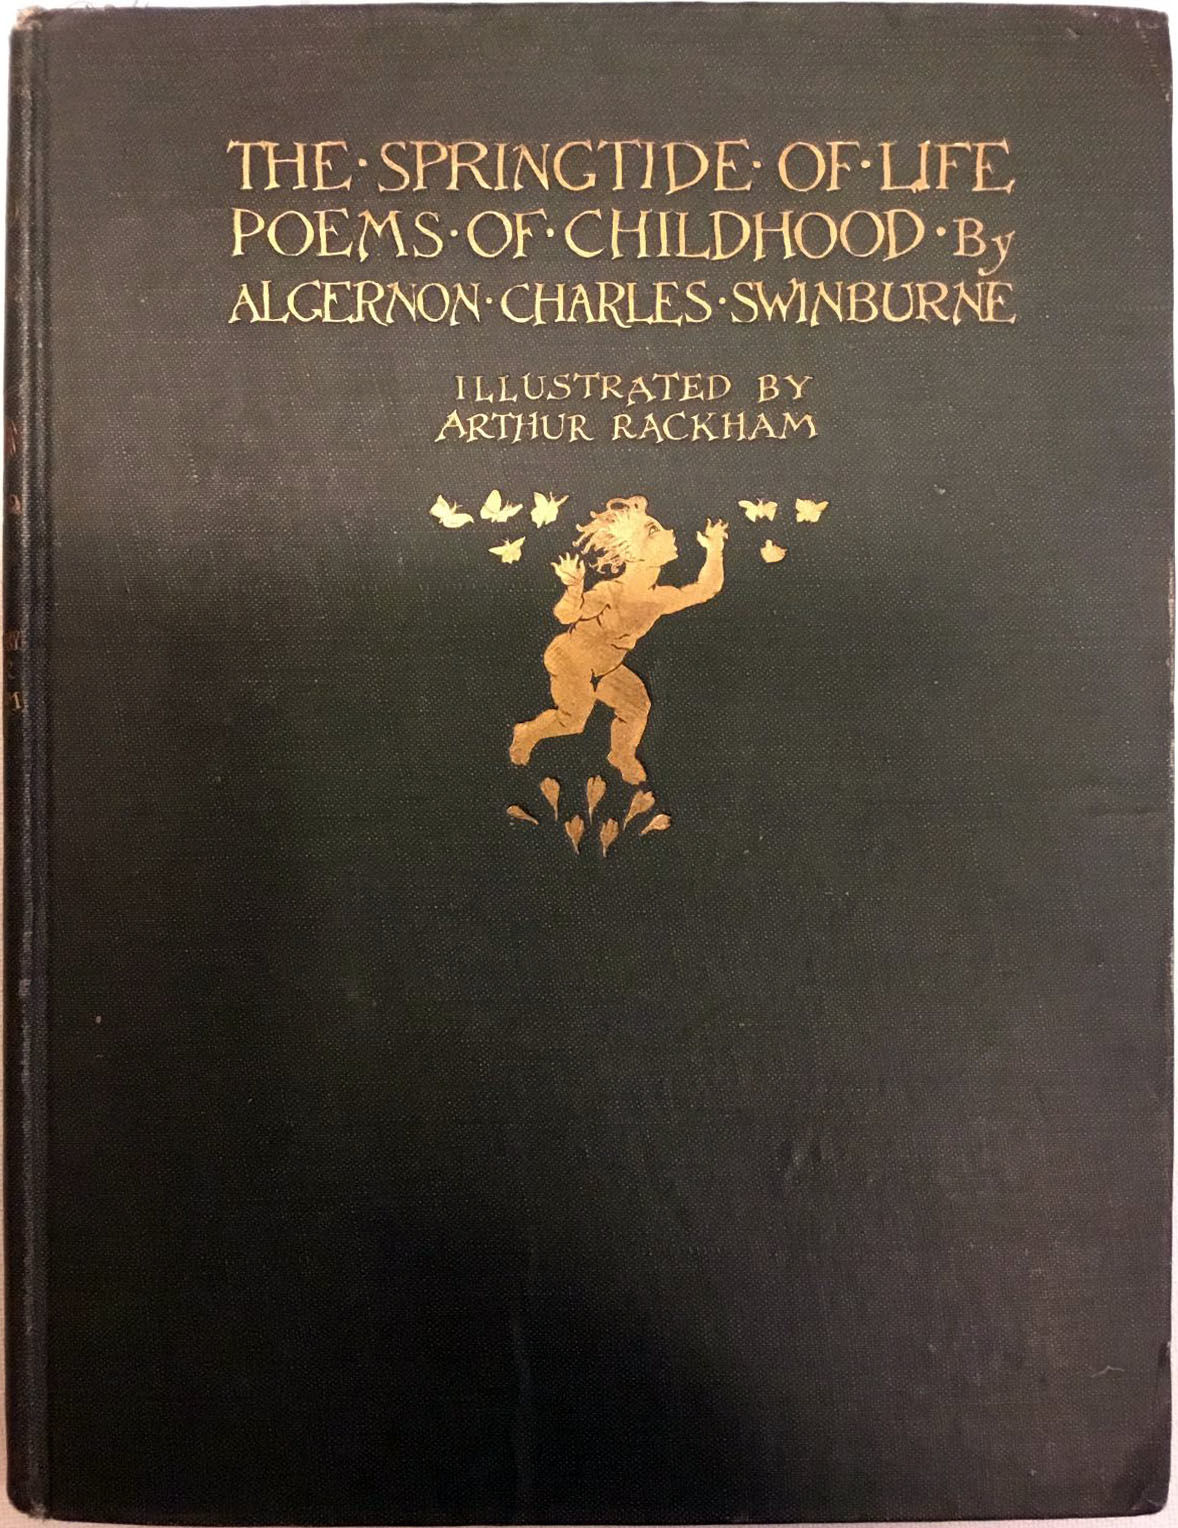 THE·SPRINGTIDE·OF·LIFE
POEMS·OF·CHILDHOOD·By
ALGERNON·CHARLES·SWINBURNE
ILLUSTRATED BY
ARTHUR RACKHAM